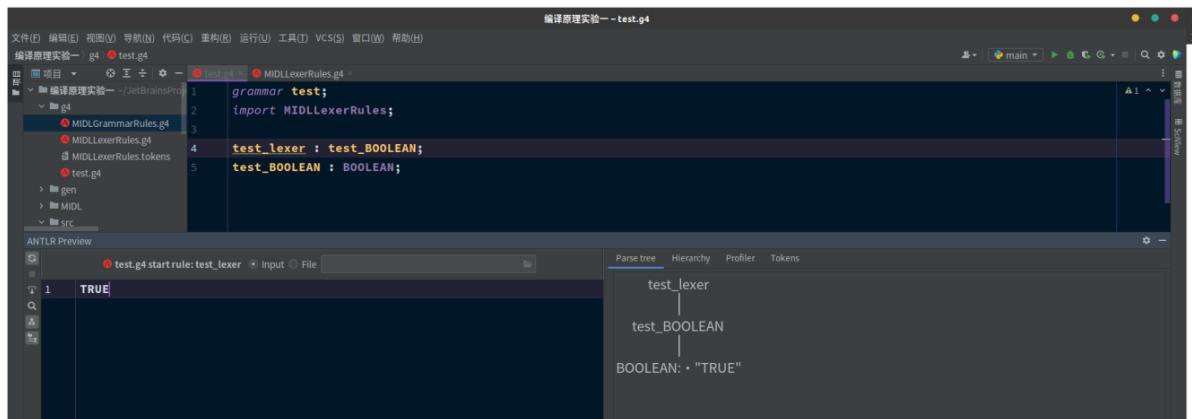 编译原理实验一 – test.g4
文件(F) 编辑(E) 视图(V) 导航(N) 代码(C) 重构(R) 运行(U) 工具(T) VCS(S) 窗口(W) 帮助(H)
编译原理实验一 g4 test.g4
main
项目
test.g4 MIDLLexerRules.g4
编译原理实验一 ~/JetBrainsProj
g4
MIDLGrammarRules.g4
MIDLLexerRules.g4
MIDLLexerRules.tokens
test.g4
gen
MIDL
src
1 grammar test;
2 import MIDLLexerRules;
3
4 test_lexer : test_BOOLEAN;
5 test_BOOLEAN : BOOLEAN;
1
数据库
SciView
ANTLR Preview
test.g4 start rule: test_lexer Input File
1 TRUE
Parse tree Hierarchy Profiler Tokens
test_lexer
test_BOOLEAN
BOOLEAN: • "TRUE"